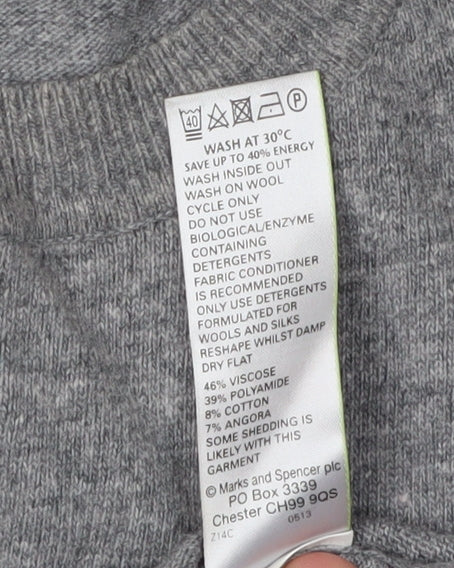 40 P
WASH AT 30°C
SAVE UP TO 40% ENERGY
WASH INSIDE OUT
WASH ON WOOL
CYCLE ONLY
DO NOT USE
BIOLOGICAL/ENZYME
CONTAINING
DETERGENTS
FABRIC CONDITIONER
IS RECOMMENDED
ONLY USE DETERGENTS
FORMULATED FOR
WOOLS AND SILKS
RESHAPE WHILST DAMP
DRY FLAT
46% VISCOSE
39% POLYAMIDE
8% COTTON
7% ANGORA
SOME SHEDDING IS
LIKELY WITH THIS
GARMENT
© Marks and Spencer plc
PO Box 3339
Chester CH99 9QS
Z14C 0513